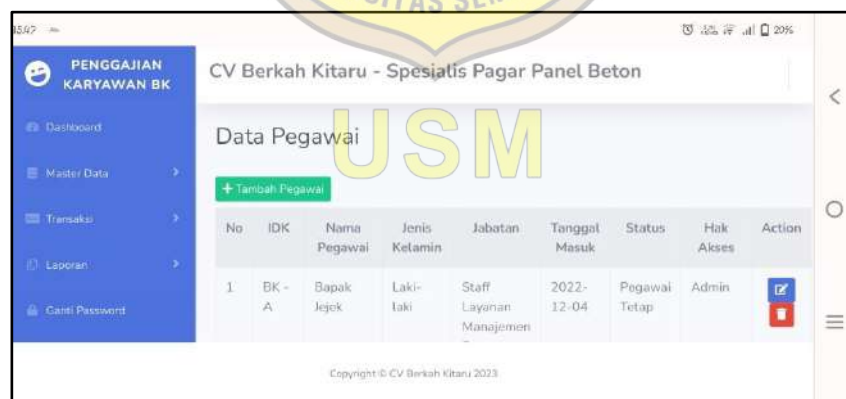 ITAS SEM
15.47
20%
PENGGAJIAN
KARYAWAN BK
CV Berkah Kitaru - Spesialis Pagar Panel Beton
Dashboard
Data Pegawai
USM
Master Data
+ Tambah Pegawai
Transaksi
No IDK Nama Pegawai Jenis Kelamin Jabatan Tanggal Masuk Status Hak Akses Action
Laporan
1 BK - A Bapak Jejek Laki-laki Staff Layanan Manajemen 2022-12-04 Pegawai Tetap Admin
Ganti Password
Copyright © CV Berkah Kitaru 2023